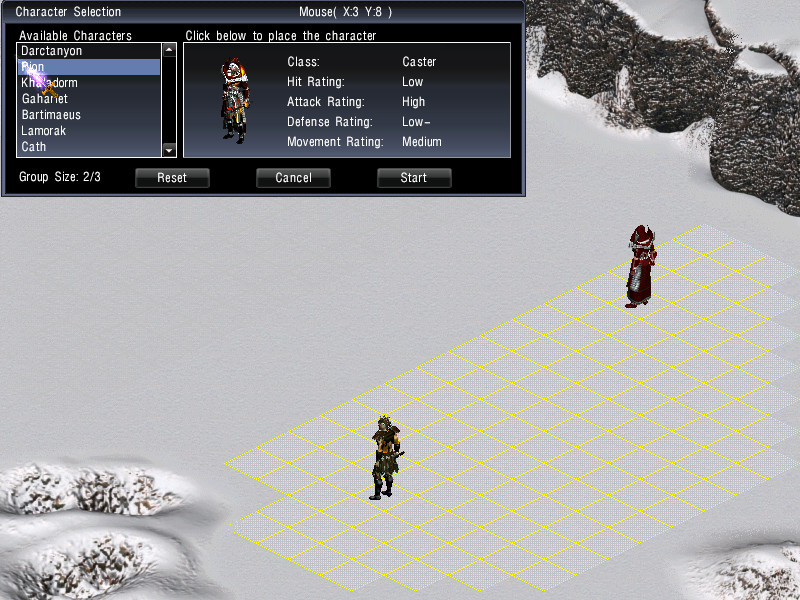 Character Selection Mouse( X:3 Y:8 )
Available Characters Click below to place the character
Darctanyon
Gahariet
Bartimaeus
Lamorak
Cath
Class: Caster
Hit Rating: Low
Attack Rating: High
Defense Rating: Low-
Movement Rating: Medium
Group Size: 2/3 Reset Cancel Start